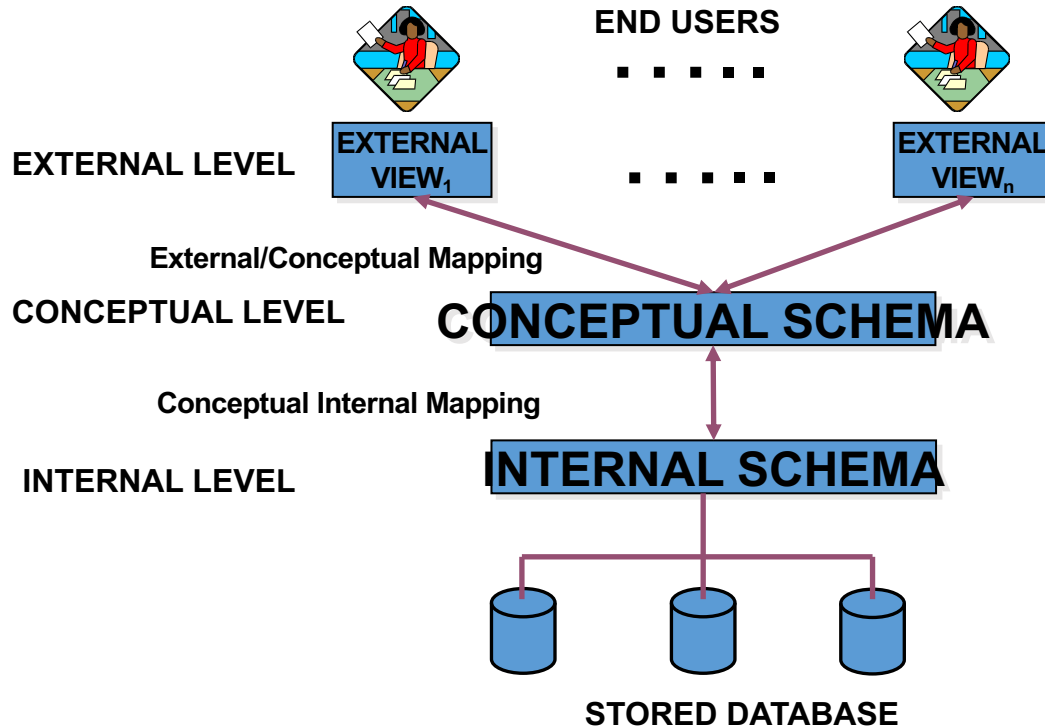 END USERS
EXTERNAL LEVEL
EXTERNAL
VIEW₁
EXTERNAL
VIEWₙ
External/Conceptual Mapping
CONCEPTUAL LEVEL
CONCEPTUAL SCHEMA
Conceptual Internal Mapping
INTERNAL LEVEL
INTERNAL SCHEMA
STORED DATABASE